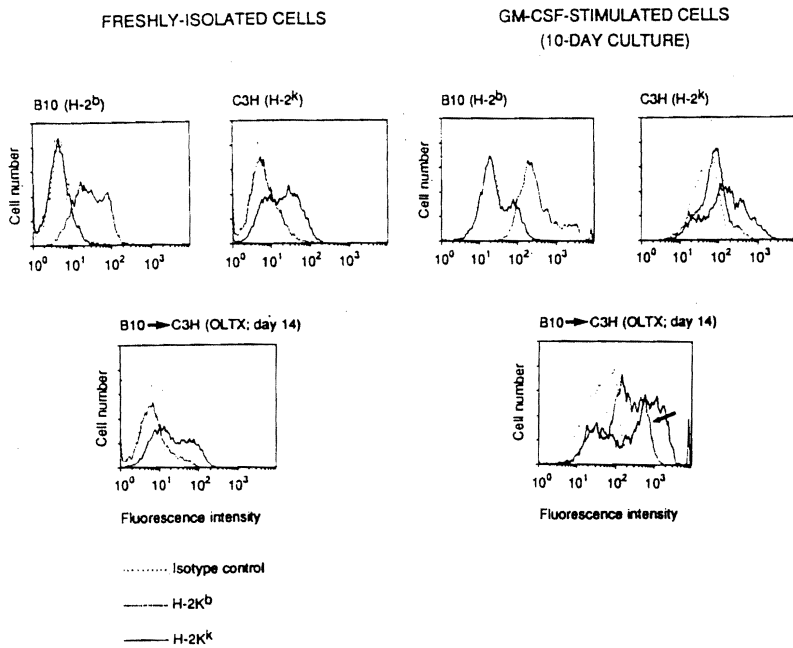 FRESHLY-ISOLATED CELLS
GM-CSF-STIMULATED CELLS
(10-DAY CULTURE)
B10 (H-2ᵇ)
C3H (H-2ᵏ)
B10 (H-2ᵇ)
C3H (H-2ᵏ)
Cell number
Cell number
10⁰ 10¹ 10² 10³
10⁰ 10¹ 10² 10³
10⁰ 10¹ 10² 10³
10⁰ 10¹ 10² 10³
B10➔C3H (OLTX; day 14)
B10➔C3H (OLTX; day 14)
Cell number
Cell number
10⁰ 10¹ 10² 10³
10⁰ 10¹ 10² 10³
Fluorescence intensity
Fluorescence intensity
Isotype control
H-2Kᵇ
H-2Kᵏ